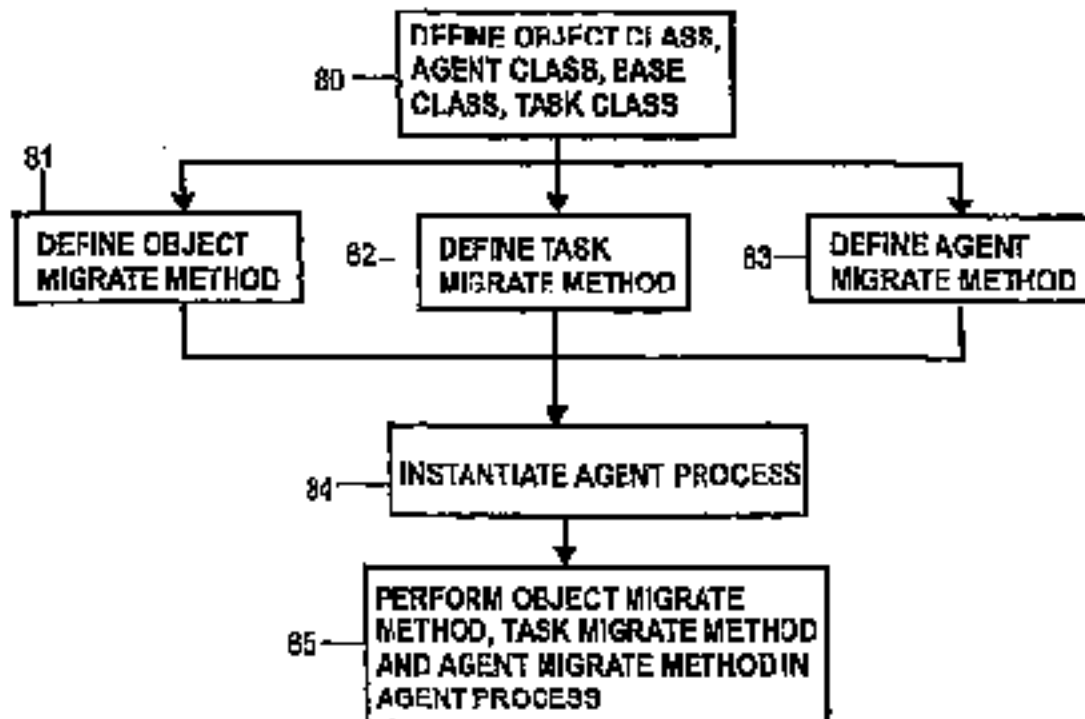 DEFINE OBJECT CLASS,
AGENT CLASS, BASE
CLASS, TASK CLASS
80
81
DEFINE OBJECT
MIGRATE METHOD
82
DEFINE TASK
MIGRATE METHOD
83
DEFINE AGENT
MIGRATE METHOD
84
INSTANTIATE AGENT PROCESS
85
PERFORM OBJECT MIGRATE
METHOD, TASK MIGRATE METHOD
AND AGENT MIGRATE METHOD IN
AGENT PROCESS